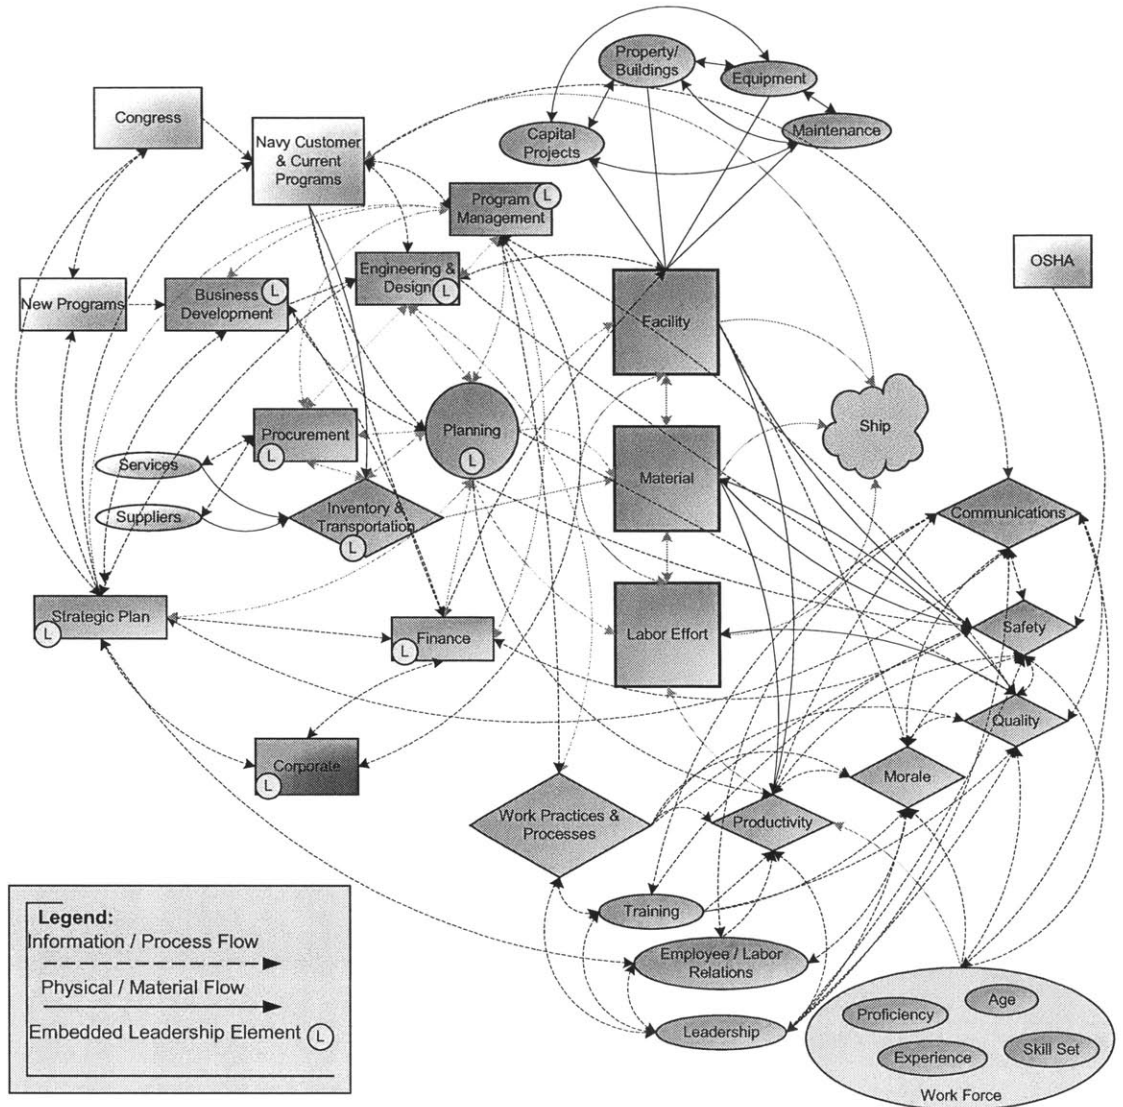 Property/
Buildings
Equipment
Congress
Capital
Projects
Maintenance
Navy Customer
& Current
Programs
Program
Management
L
OSHA
New Programs
Business
Development
L
Engineering &
Design
L
Facility
Procurement
L
Planning
L
Ship
Services
Material
Suppliers
Inventory &
Transportation
L
Communications
Strategic Plan
L
Finance
L
Labor Effort
Safety
Quality
Corporate
L
Morale
Work Practices &
Processes
Productivity
Training
Employee / Labor
Relations
Leadership
Proficiency
Age
Experience
Skill Set
Work Force
Legend:
Information / Process Flow
Physical / Material Flow
Embedded Leadership Element L